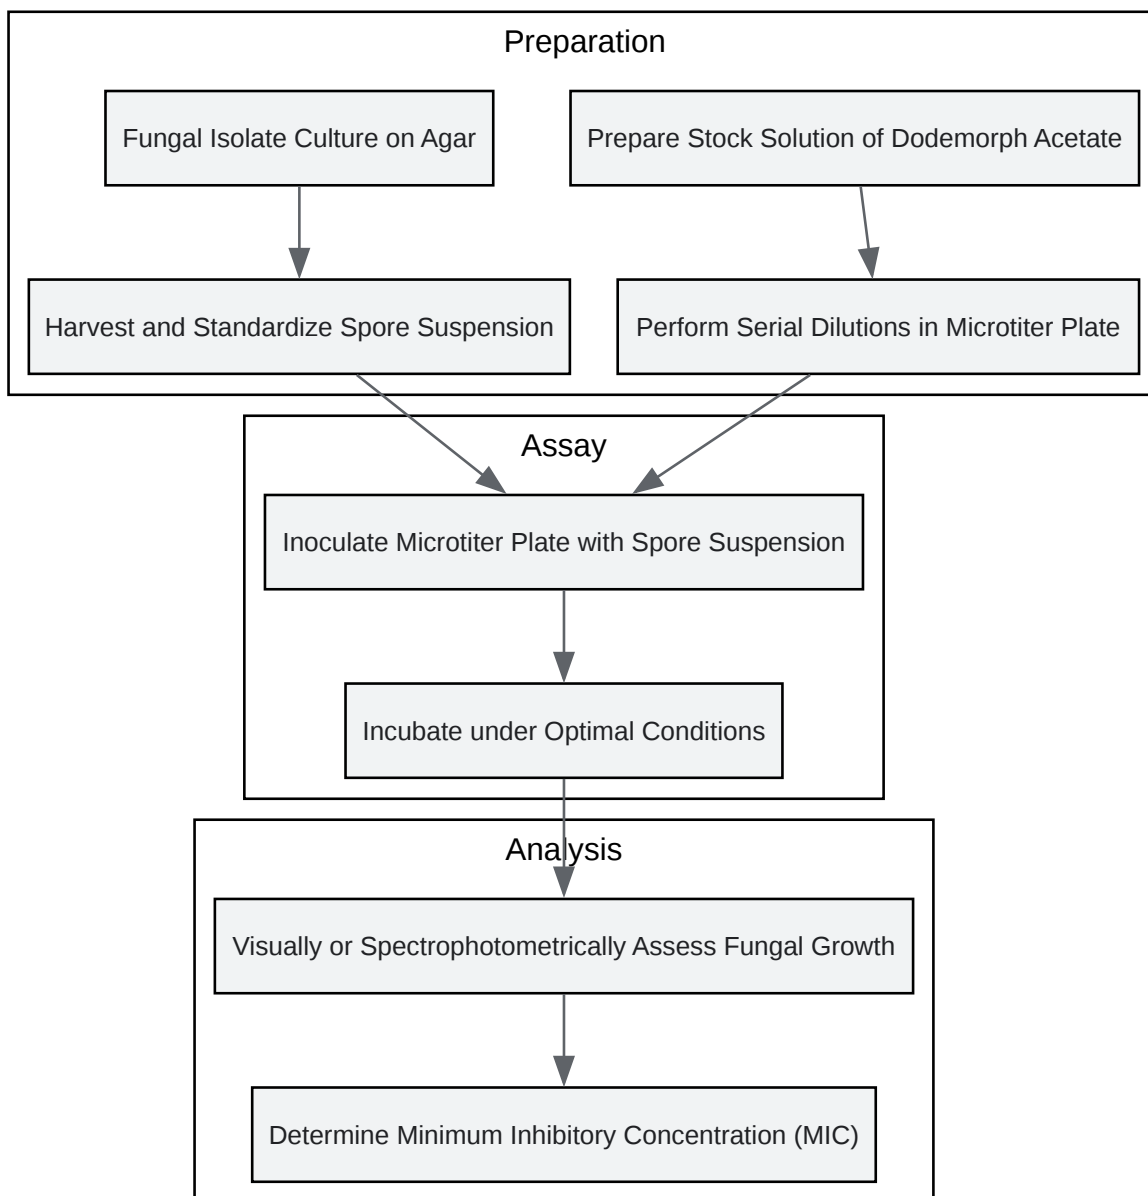 Preparation
Fungal Isolate Culture on Agar
Prepare Stock Solution of Dodemorph Acetate
Harvest and Standardize Spore Suspension
Perform Serial Dilutions in Microtiter Plate
Assay
Inoculate Microtiter Plate with Spore Suspension
Incubate under Optimal Conditions
Analysis
Visually or Spectrophotometrically Assess Fungal Growth
Determine Minimum Inhibitory Concentration (MIC)